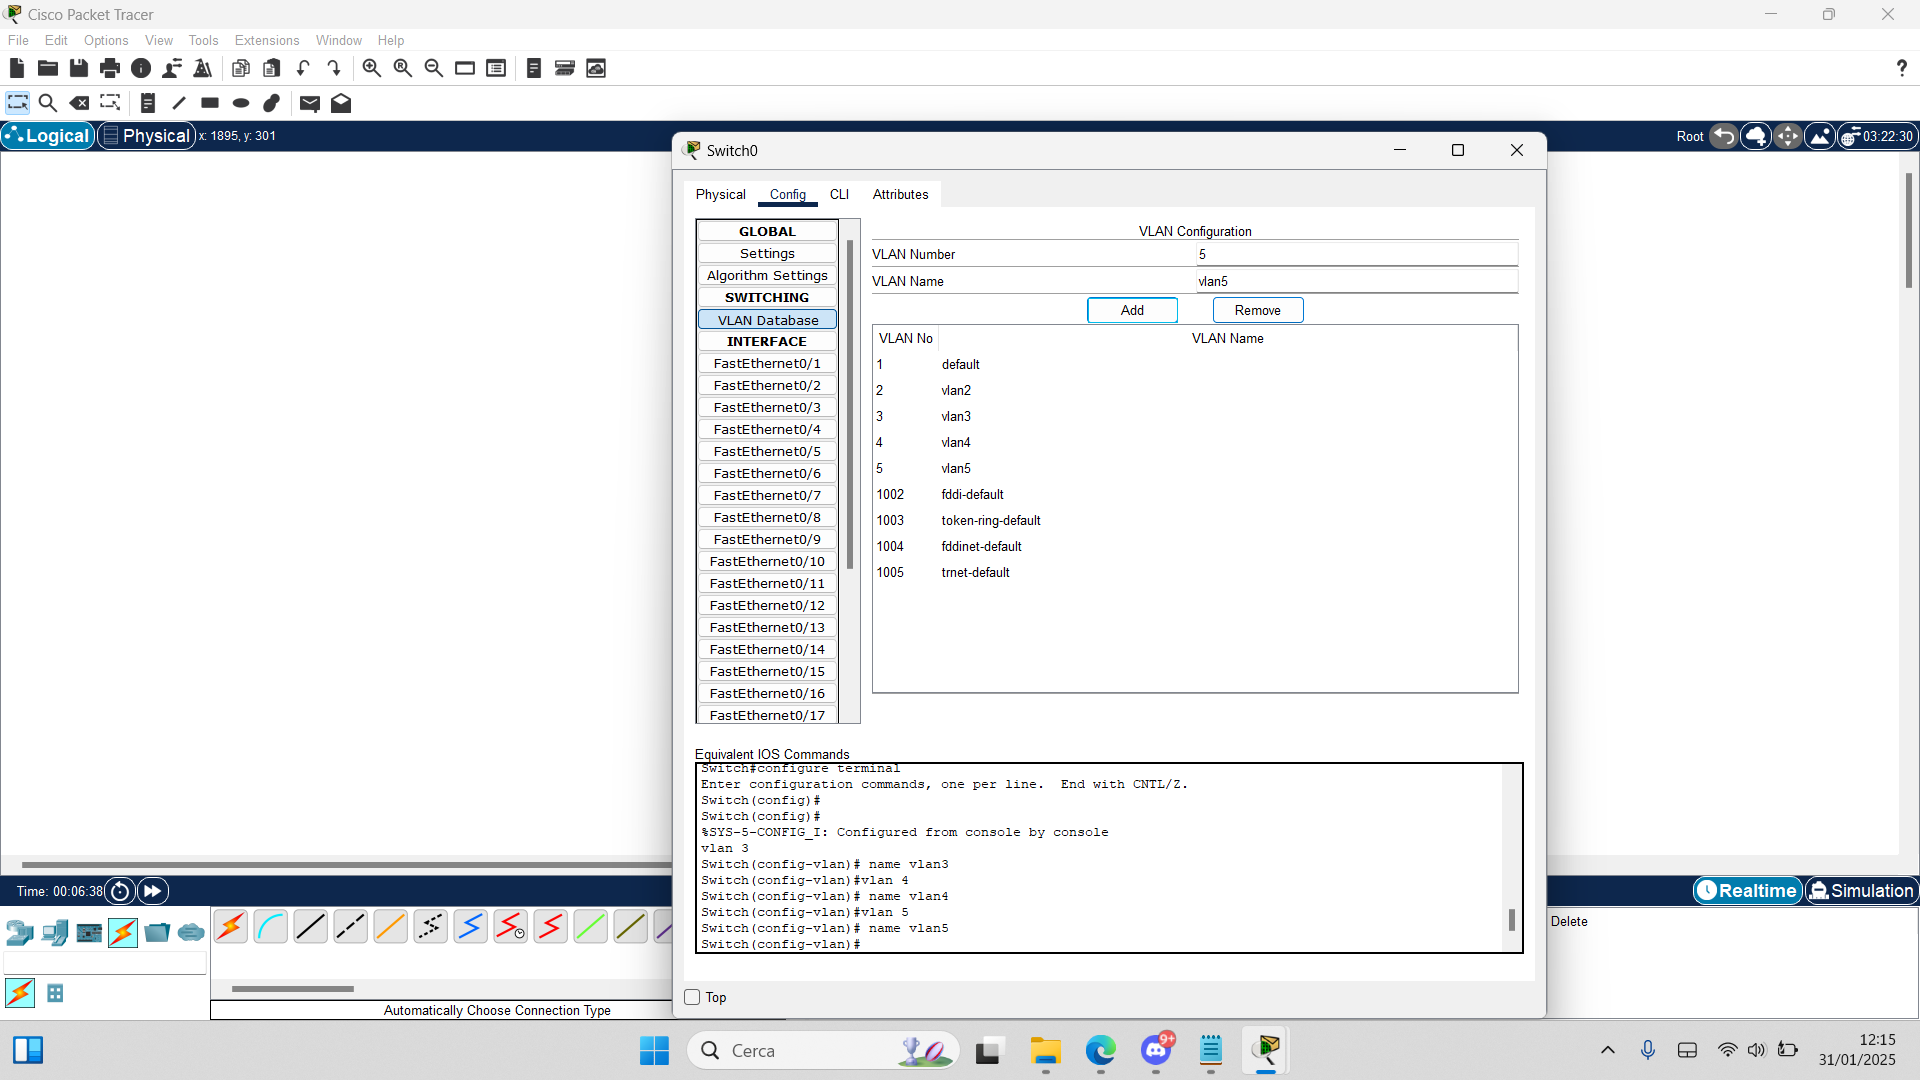 Cisco Packet Tracer
File Edit Options View Tools Extensions Window Help
?
Logical Physical x: 1895, y: 301
Root 03:22:30
Switch0
Physical Config CLI Attributes
GLOBAL
Settings
Algorithm Settings
SWITCHING
VLAN Database
INTERFACE
FastEthernet0/1
FastEthernet0/2
FastEthernet0/3
FastEthernet0/4
FastEthernet0/5
FastEthernet0/6
FastEthernet0/7
FastEthernet0/8
FastEthernet0/9
FastEthernet0/10
FastEthernet0/11
FastEthernet0/12
FastEthernet0/13
FastEthernet0/14
FastEthernet0/15
FastEthernet0/16
FastEthernet0/17
VLAN Configuration
VLAN Number 5
VLAN Name vlan5
Add Remove
VLAN No VLAN Name
1 default
2 vlan2
3 vlan3
4 vlan4
5 vlan5
1002 fddi-default
1003 token-ring-default
1004 fddinet-default
1005 trnet-default
Equivalent IOS Commands
Switch#configure terminal
Enter configuration commands, one per line. End with CNTL/Z.
Switch(config)#
Switch(config)#
%SYS-5-CONFIG_I: Configured from console by console
vlan 3
Switch(config-vlan)# name vlan3
Switch(config-vlan)#vlan 4
Switch(config-vlan)# name vlan4
Switch(config-vlan)#vlan 5
Switch(config-vlan)# name vlan5
Switch(config-vlan)#
Top
Time: 00:06:38
Realtime Simulation
Delete
Automatically Choose Connection Type
Cerca
9+
12:15
31/01/2025